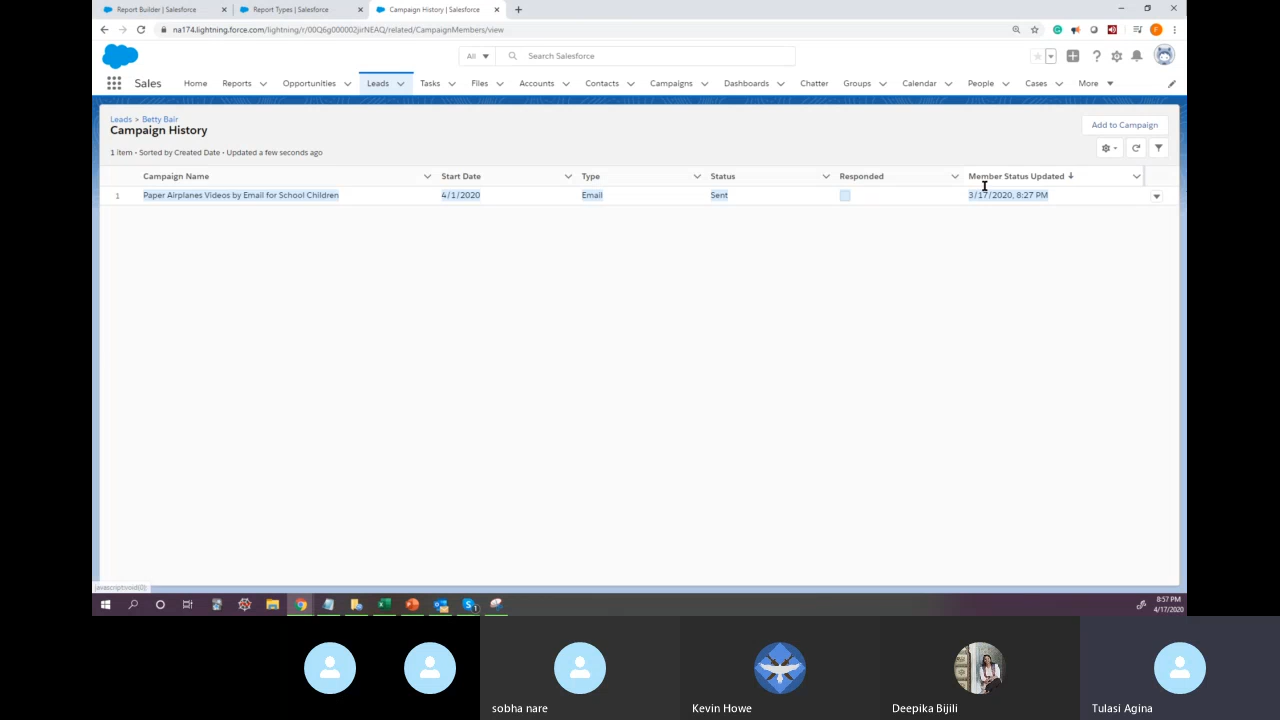 Report Builder | Salesforce
Report Types | Salesforce
Campaign History | Salesforce
na174.lightning.force.com/lightning/r/00Q6g000002jirNEAQ/related/CampaignMembers/view
All
Search Salesforce
Sales
Home
Reports
Opportunities
Leads
Tasks
Files
Accounts
Contacts
Campaigns
Dashboards
Chatter
Groups
Calendar
People
Cases
More
Leads > Betty Bair
Campaign History
Add to Campaign
1 item • Sorted by Created Date • Updated a few seconds ago
Campaign Name
Start Date
Type
Status
Responded
Member Status Updated
1
Paper Airplanes Videos by Email for School Children
4/1/2020
Email
Sent
3/17/2020, 8:27 PM
javascript:void(0);
8:57 PM
4/17/2020
sobha nare
Kevin Howe
Deepika Bijili
Tulasi Agina